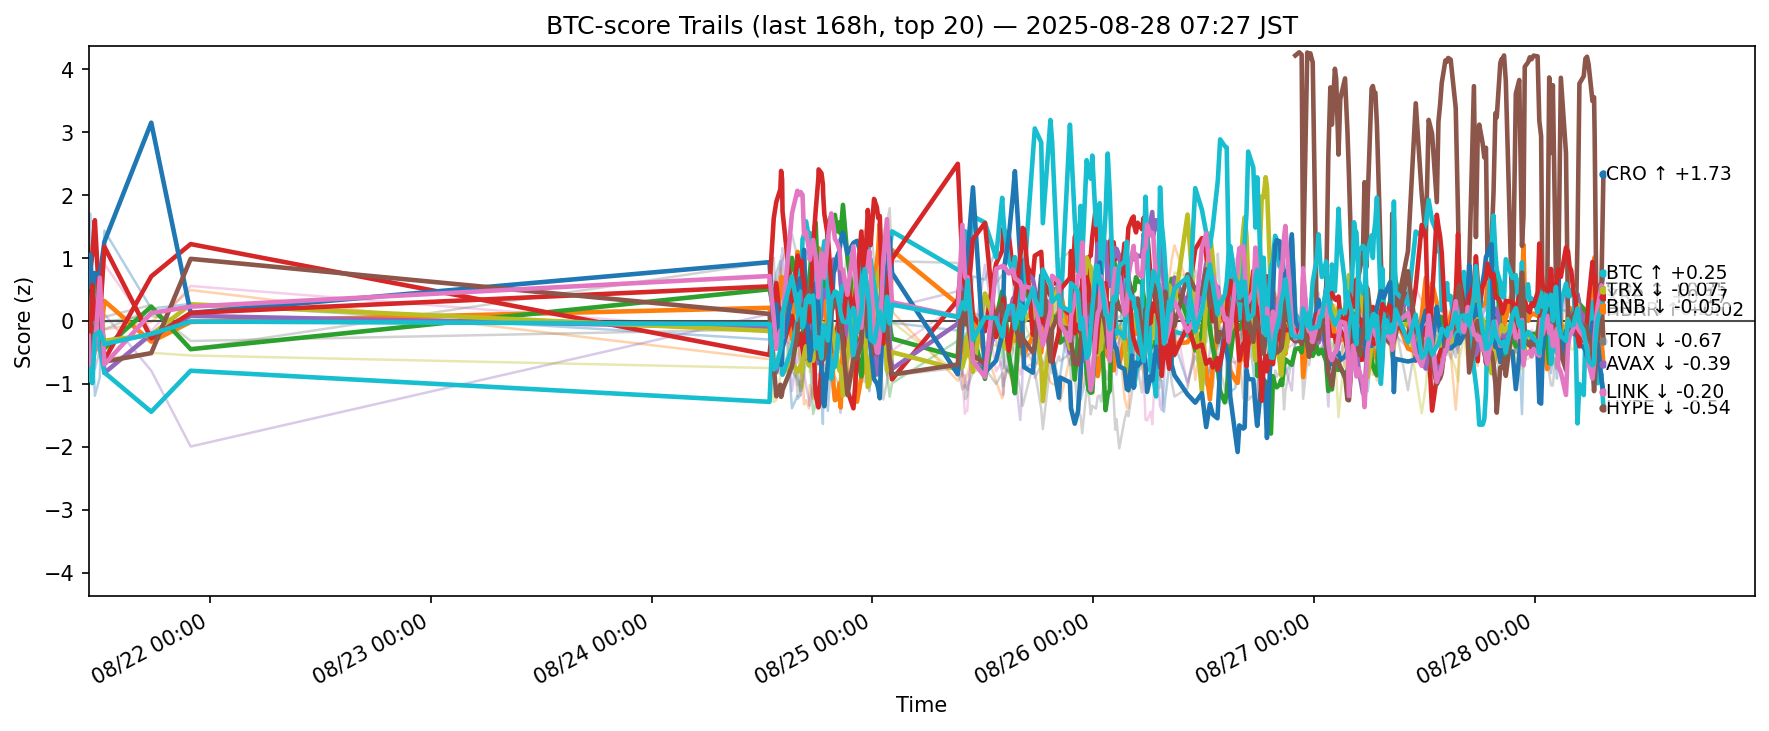 BTC-score Trails (last 168h, top 20) — 2025-08-28 07:27 JST
Score (z)
4
3
2
1
0
−1
−2
−3
−4
CRO ↑ +1.73
BTC ↑ +0.25
TRX ↓ -0.07
BNB ↓ -0.05
TON ↓ -0.67
AVAX ↓ -0.39
LINK ↓ -0.20
HYPE ↓ -0.54
08/22 00:00
08/23 00:00
08/24 00:00
08/25 00:00
08/26 00:00
08/27 00:00
08/28 00:00
Time